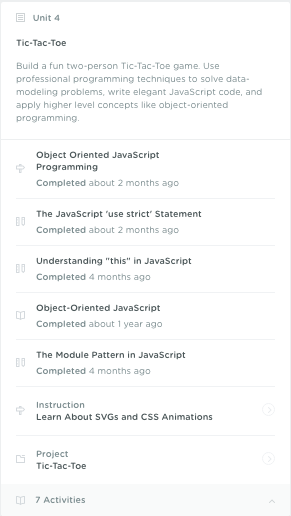 Unit 4
Tic-Tac-Toe
Build a fun two-person Tic-Tac-Toe game. Use
professional programming techniques to solve data-
modeling problems, write elegant JavaScript code, and
apply higher level concepts like object-oriented
programming.
Object Oriented JavaScript
Programming
Completed about 2 months ago
The JavaScript 'use strict' Statement
Completed about 2 months ago
Understanding "this" in JavaScript
Completed 4 months ago
Object-Oriented JavaScript
Completed about 1 year ago
The Module Pattern in JavaScript
Completed 4 months ago
Instruction
Learn About SVGs and CSS Animations
Project
Tic-Tac-Toe
7 Activities